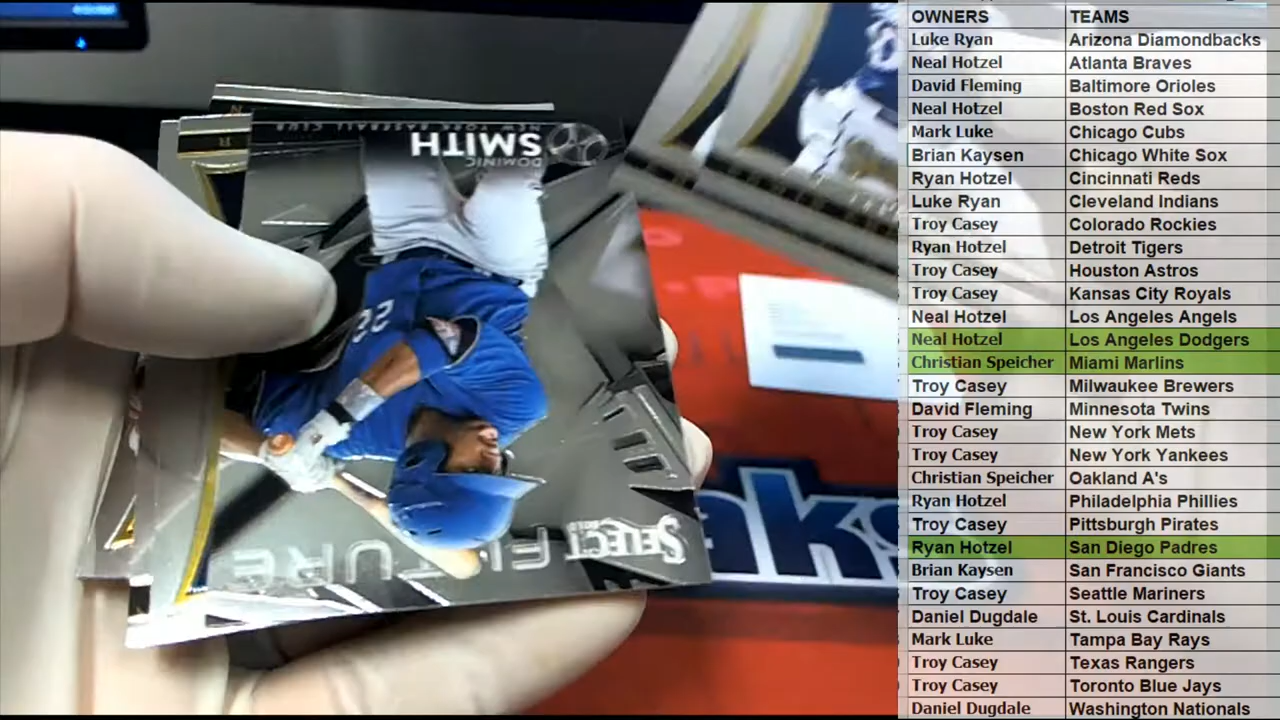 NEW YORK BASEBALL CLUB
SMITH
DOMINIC
22
SELECT FUTURE
aks
OWNERS TEAMS
Luke Ryan Arizona Diamondbacks
Neal Hotzel Atlanta Braves
David Fleming Baltimore Orioles
Neal Hotzel Boston Red Sox
Mark Luke Chicago Cubs
Brian Kaysen Chicago White Sox
Ryan Hotzel Cincinnati Reds
Luke Ryan Cleveland Indians
Troy Casey Colorado Rockies
Ryan Hotzel Detroit Tigers
Troy Casey Houston Astros
Troy Casey Kansas City Royals
Neal Hotzel Los Angeles Angels
Neal Hotzel Los Angeles Dodgers
Christian Speicher Miami Marlins
Troy Casey Milwaukee Brewers
David Fleming Minnesota Twins
Troy Casey New York Mets
Troy Casey New York Yankees
Christian Speicher Oakland A's
Ryan Hotzel Philadelphia Phillies
Troy Casey Pittsburgh Pirates
Ryan Hotzel San Diego Padres
Brian Kaysen San Francisco Giants
Troy Casey Seattle Mariners
Daniel Dugdale St. Louis Cardinals
Mark Luke Tampa Bay Rays
Troy Casey Texas Rangers
Troy Casey Toronto Blue Jays
Daniel Dugdale Washington Nationals